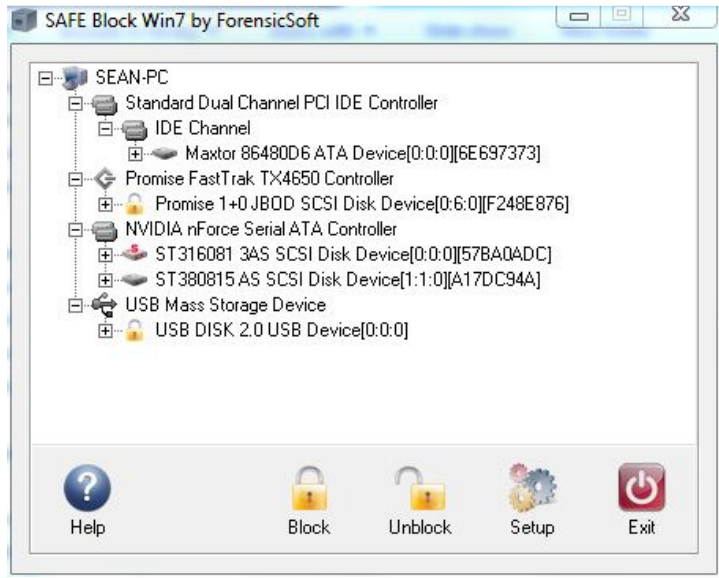 SAFE Block Win7 by ForensicSoft
SEAN-PC
Standard Dual Channel PCI IDE Controller
IDE Channel
Maxtor 86480D6 ATA Device[0:0:0][6E697373]
Promise FastTrak TX4650 Controller
Promise 1+0 JBOD SCSI Disk Device[0:6:0][F248E876]
NVIDIA nForce Serial ATA Controller
ST316081 3AS SCSI Disk Device[0:0:0][57BA0ADC]
ST380815 AS SCSI Disk Device[1:1:0][A17DC94A]
USB Mass Storage Device
USB DISK 2.0 USB Device[0:0:0]
Help Block Unblock Setup Exit